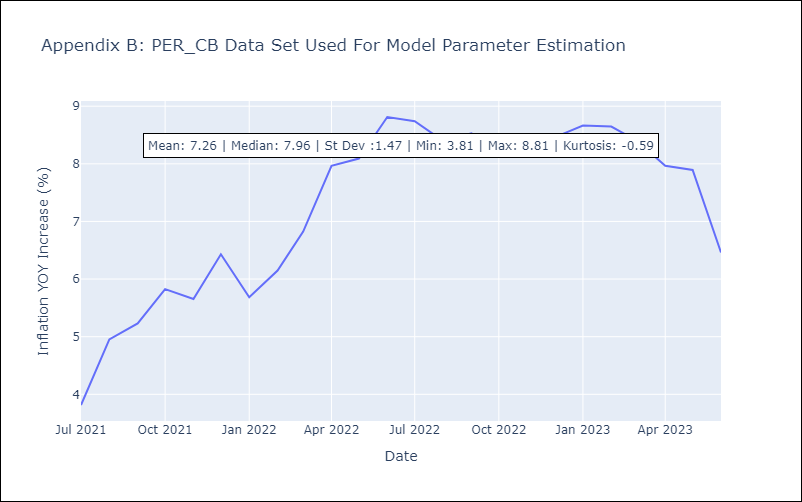 Appendix B: PER_CB Data Set Used For Model Parameter Estimation
9
Mean: 7.26 | Median: 7.96 | St Dev :1.47 | Min: 3.81 | Max: 8.81 | Kurtosis: -0.59
8
7
6
5
4
Inflation YOY Increase (%)
Jul 2021 Oct 2021 Jan 2022 Apr 2022 Jul 2022 Oct 2022 Jan 2023 Apr 2023
Date